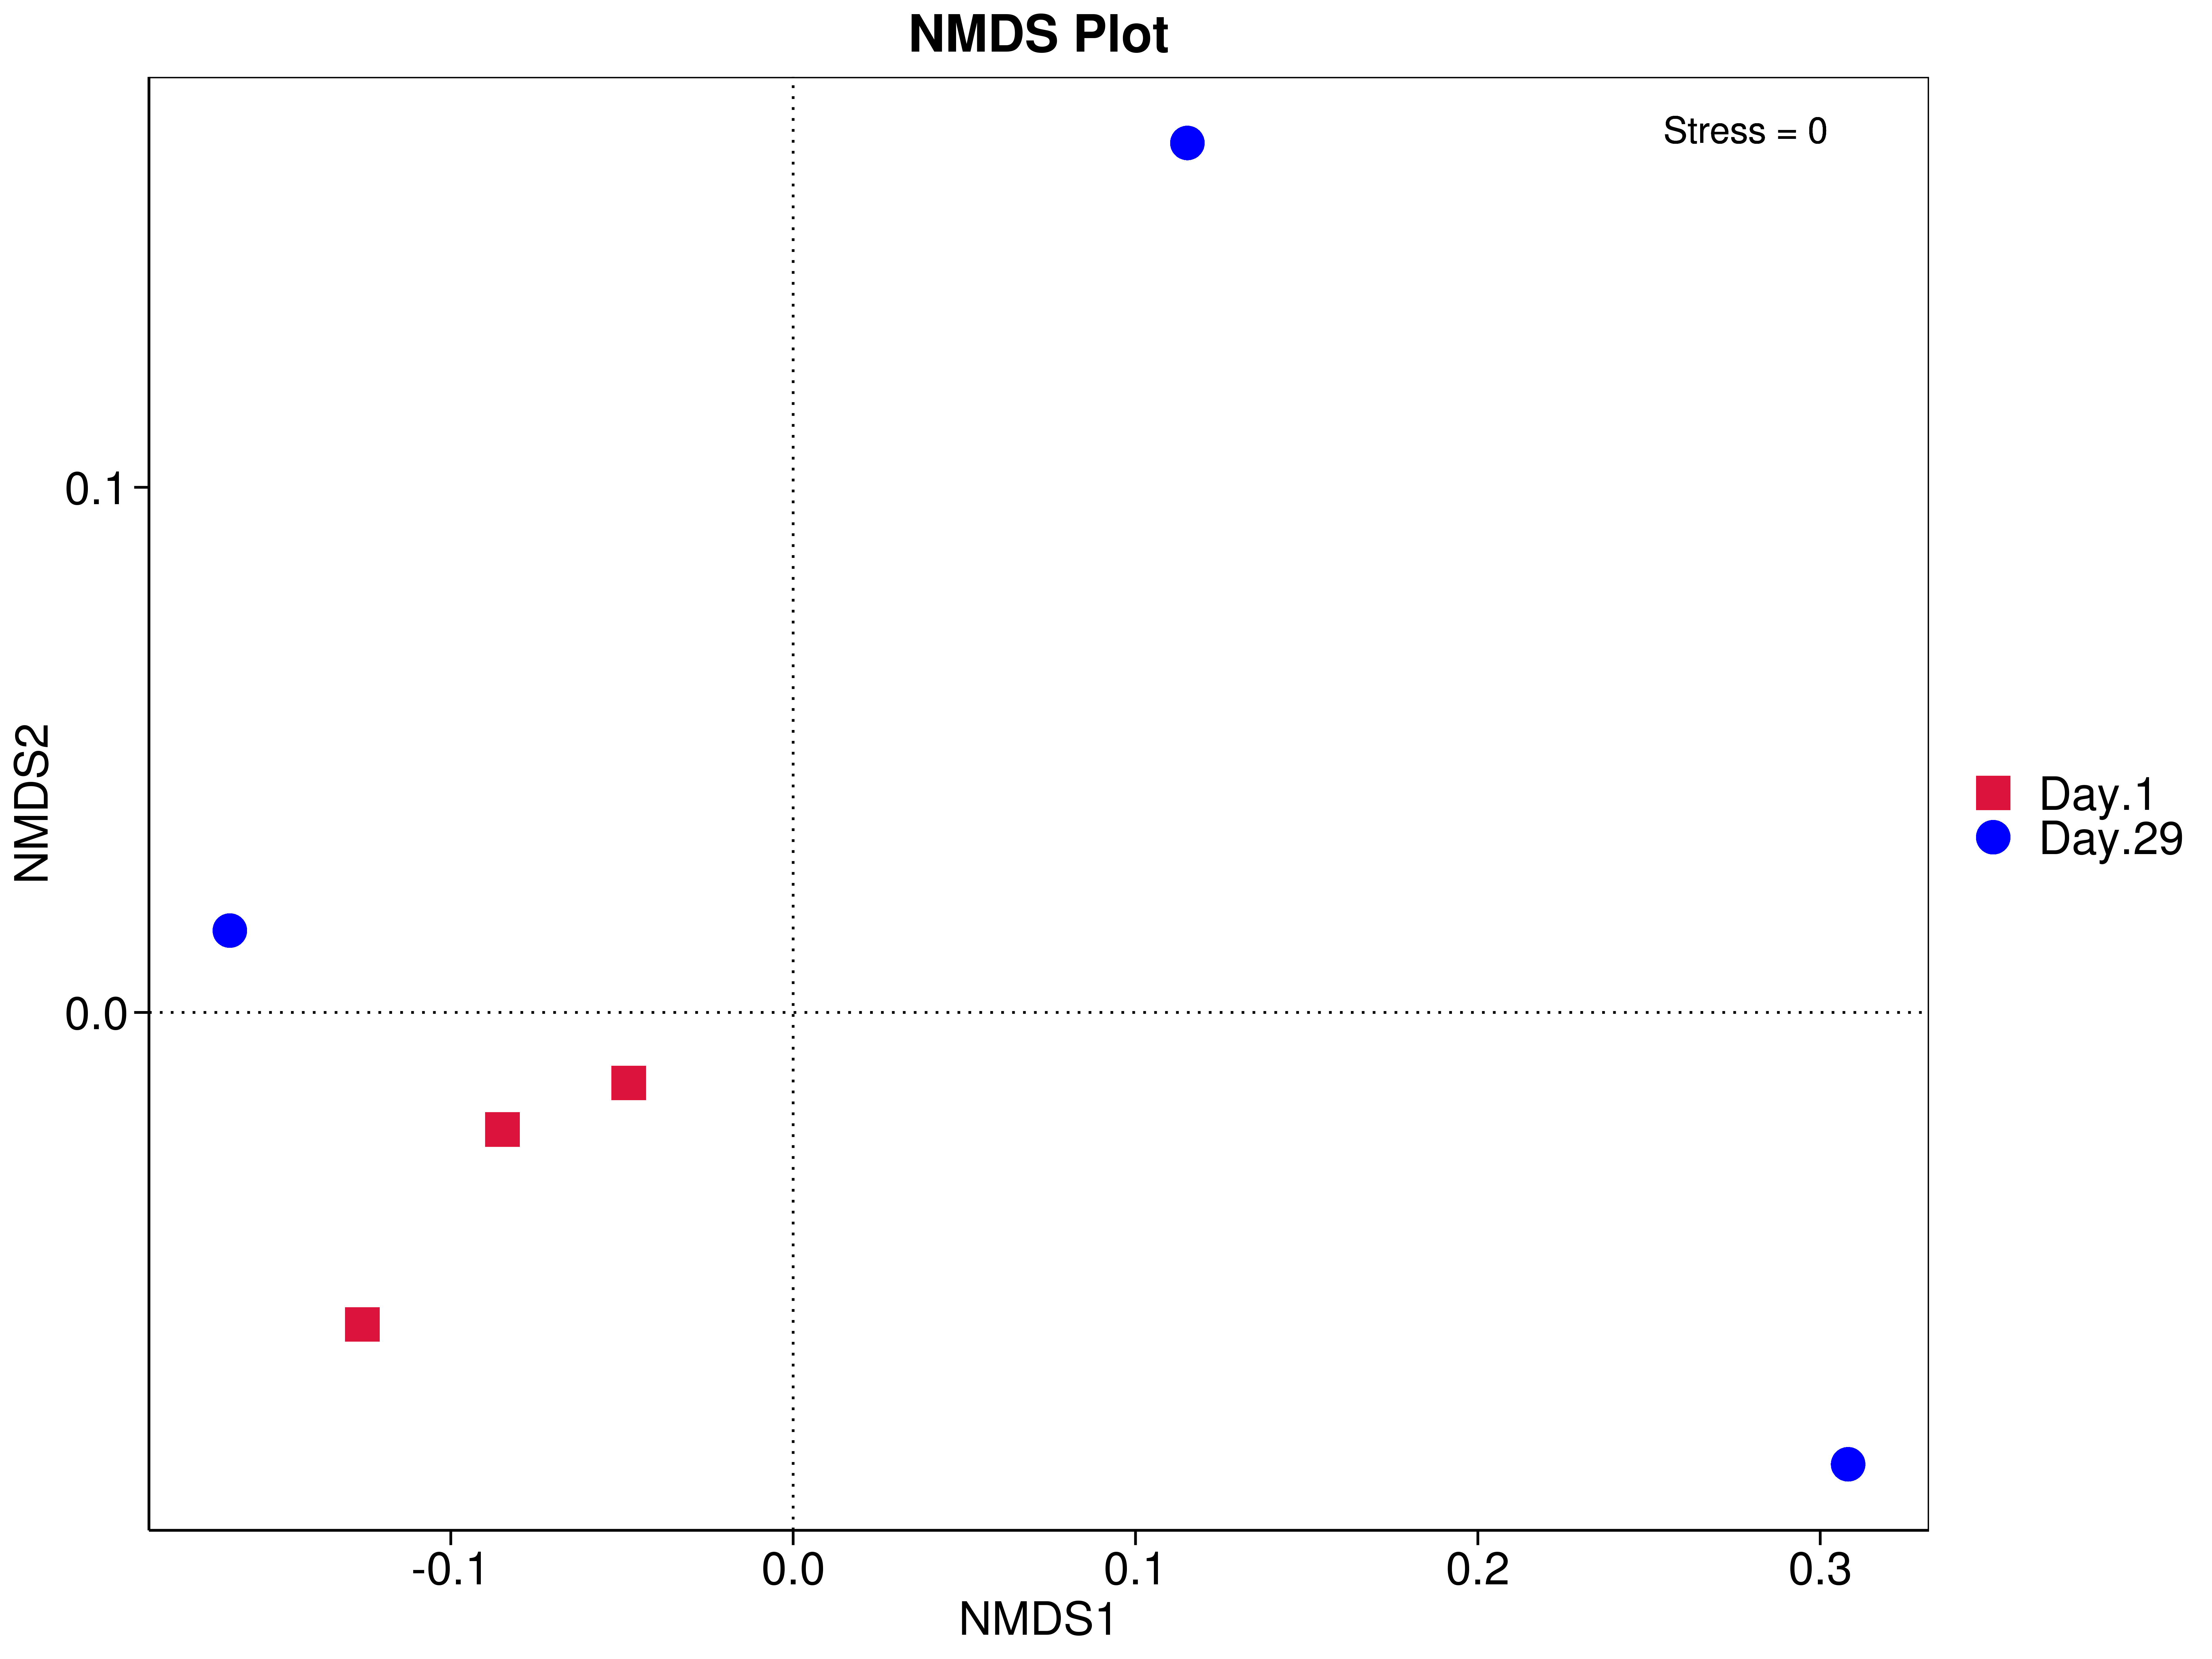 NMDS Plot
Stress = 0
0.1
0.0
NMDS2
Day.1
Day.29
-0.1 0.0 0.1 0.2 0.3
NMDS1